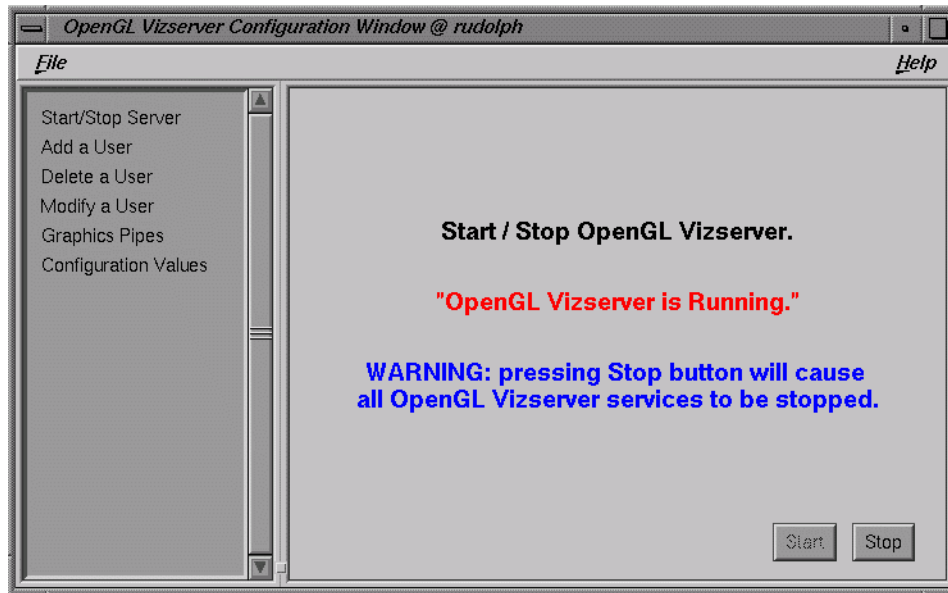 OpenGL Vizserver Configuration Window @ rudolph
File Help
Start/Stop Server
Add a User
Delete a User
Modify a User
Graphics Pipes
Configuration Values
Start / Stop OpenGL Vizserver.
"OpenGL Vizserver is Running."
WARNING: pressing Stop button will cause
all OpenGL Vizserver services to be stopped.
Start Stop